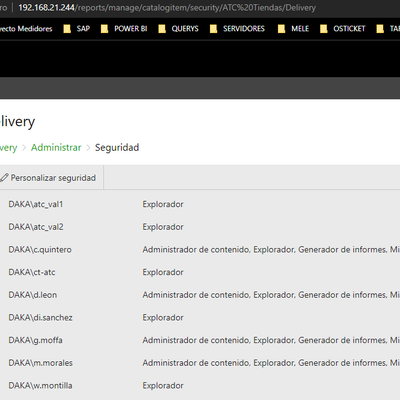 ro 192.168.21.244/reports/manage/catalogitem/security/ATC%20Tiendas/Delivery
yecto Medidores SAP POWER BI QUERYS SERVIDORES MELE OSTICKET TAR
elivery
very > Administrar > Seguridad
Personalizar seguridad
DAKA\atc_val1 Explorador
DAKA\atc_val2 Explorador
DAKA\c.quintero Administrador de contenido, Explorador, Generador de informes, Mi
DAKA\ct-atc Explorador
DAKA\d.leon Administrador de contenido, Explorador, Generador de informes, Mi
DAKA\di.sanchez Explorador
DAKA\g.moffa Administrador de contenido, Explorador, Generador de informes, Mi
DAKA\m.morales Administrador de contenido, Explorador, Generador de informes, Mi
DAKA\w.montilla Explorador